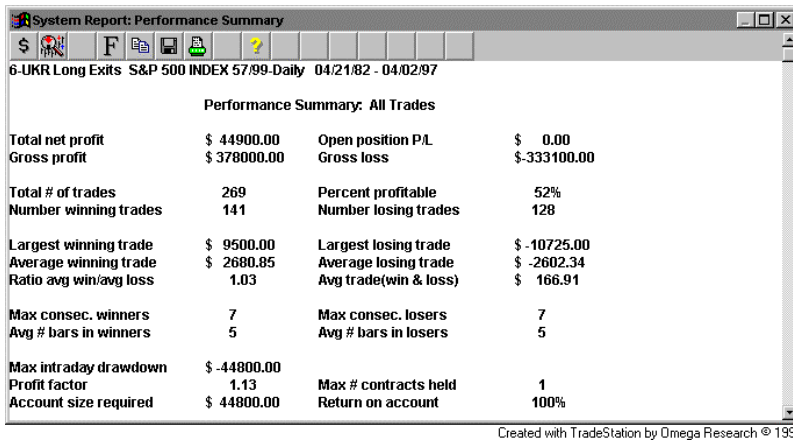 System Report: Performance Summary
$ F ?
6-UKR Long Exits S&P 500 INDEX 57/99-Daily 04/21/82 - 04/02/97
Performance Summary: All Trades
Total net profit $ 44900.00 Open position P/L $ 0.00
Gross profit $ 378000.00 Gross loss $-333100.00
Total # of trades 269 Percent profitable 52%
Number winning trades 141 Number losing trades 128
Largest winning trade $ 9500.00 Largest losing trade $ -10725.00
Average winning trade $ 2680.85 Average losing trade $ -2602.34
Ratio avg win/avg loss 1.03 Avg trade(win & loss) $ 166.91
Max consec. winners 7 Max consec. losers 7
Avg # bars in winners 5 Avg # bars in losers 5
Max intraday drawdown $ -44800.00
Profit factor 1.13 Max # contracts held 1
Account size required $ 44800.00 Return on account 100%
Created with TradeStation by Omega Research © 199